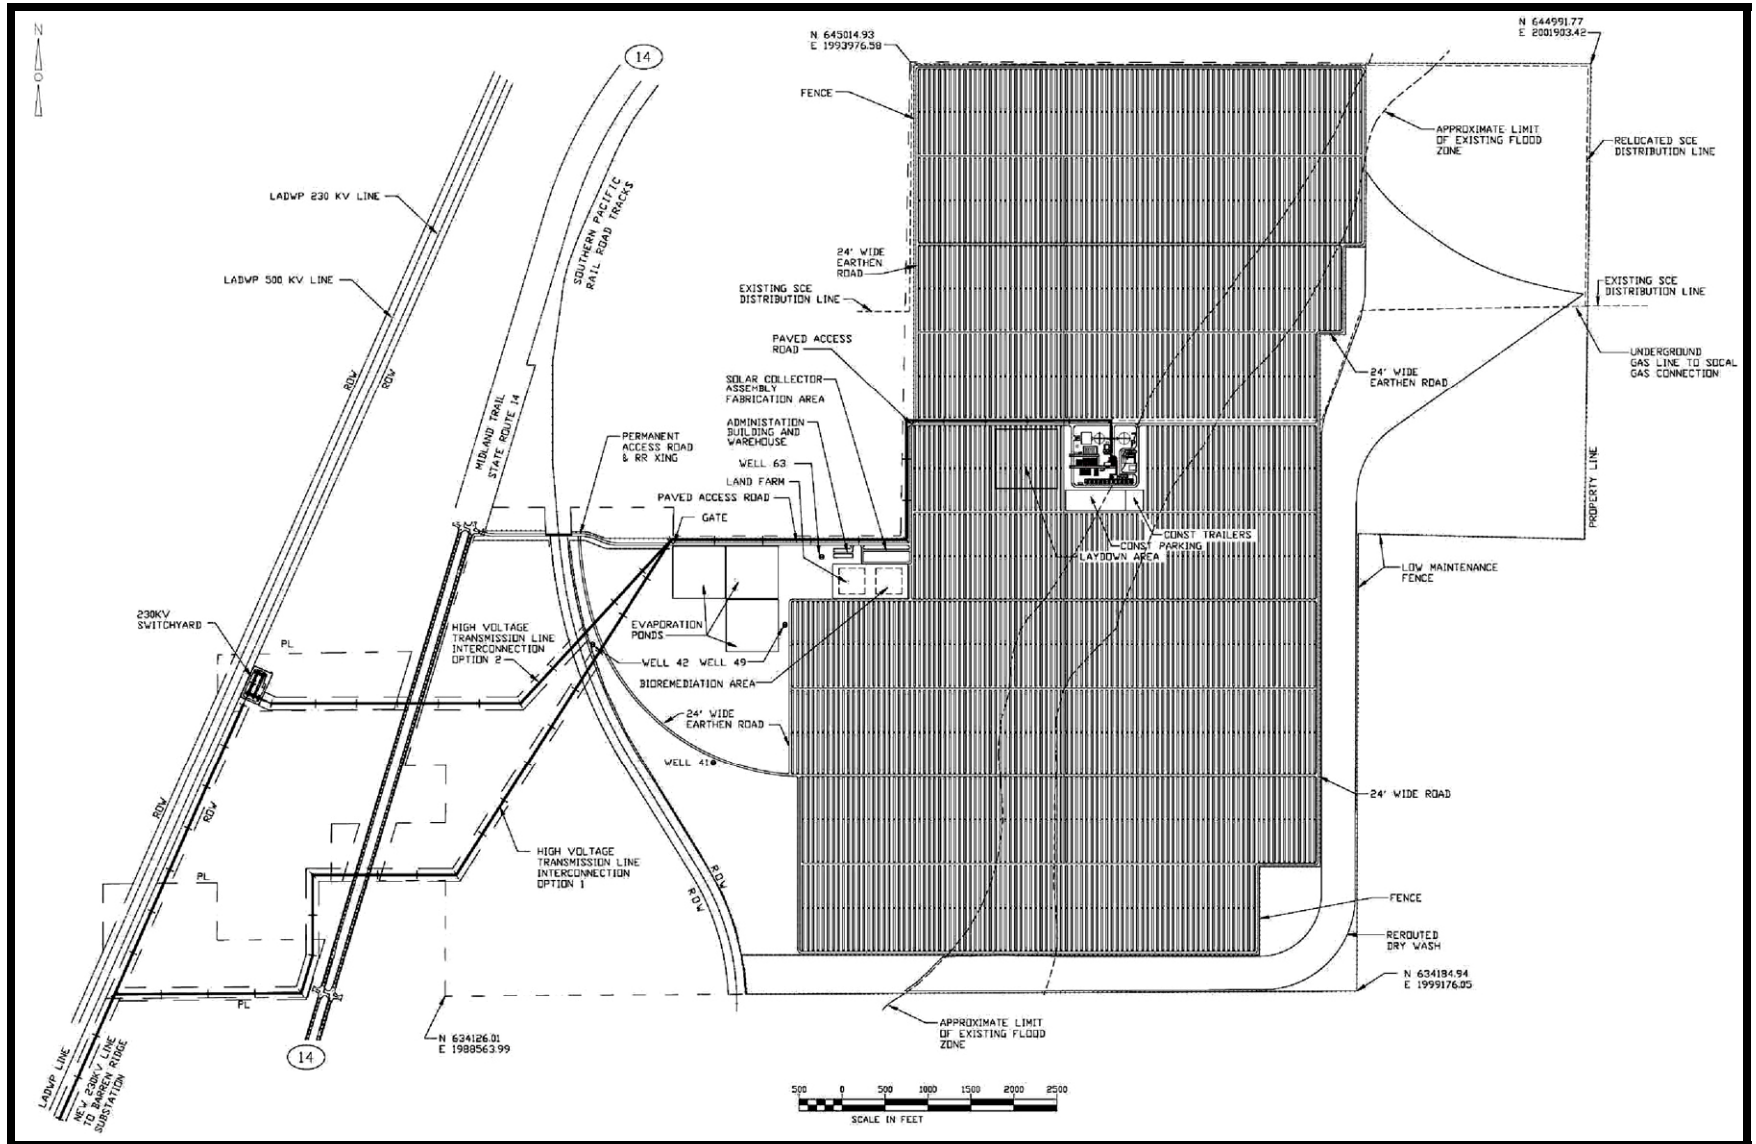 N
14
N 645014.93
E 1993976.58
N 644991.77
E 2001903.42
FENCE
APPROXIMATE LIMIT
OF EXISTING FLOOD
ZONE
RELOCATED SCE
DISTRIBUTION LINE
LADWP 230 KV LINE
SOUTHERN PACIFIC
RAIL ROAD TRACKS
24' WIDE
EARTHEN
ROAD
LADWP 500 KV LINE
EXISTING SCE
DISTRIBUTION LINE
EXISTING SCE
DISTRIBUTION LINE
PAVED ACCESS
ROAD
UNDERGROUND
GAS LINE TO SOCAL
GAS CONNECTION
ROW
ROW
24' WIDE
EARTHEN ROAD
SOLAR COLLECTOR
ASSEMBLY
FABRICATION AREA
MIDLAND TRAIL
STATE ROUTE 14
PERMANENT
ACCESS ROAD
& RR XING
ADMINISTATION
BUILDING AND
WAREHOUSE
WELL 63
LAND FARM
PAVED ACCESS ROAD
GATE
PROPERTY LINE
CONST TRAILERS
CONST PARKING
LAYDOWN AREA
LOW MAINTENANCE
FENCE
230KV
SWITCHYARD
PL
HIGH VOLTAGE
TRANSMISSION LINE
INTERCONNECTION
OPTION 2
EVAPORATION
PONDS
WELL 42
WELL 49
BIOREMEDIATION AREA
24' WIDE
EARTHEN ROAD
WELL 41
24' WIDE ROAD
ROW
ROW
HIGH VOLTAGE
TRANSMISSION LINE
INTERCONNECTION
OPTION 1
PL
ROW
ROW
FENCE
REROUTED
DRY WASH
N 634184.94
E 1999176.05
PL
APPROXIMATE LIMIT
OF EXISTING FLOOD
ZONE
N 634126.01
E 1988563.99
14
LADWP LINE
NEW 230KV LINE
TO BARREN RIDGE
SUBSTATION
500 0 500 1000 1500 2000 2500
SCALE IN FEET